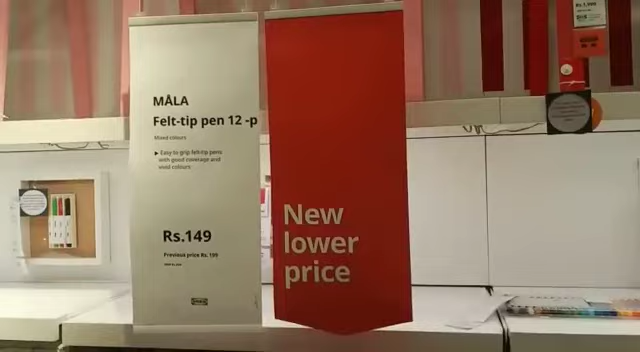 MÅLA
Felt-tip pen 12 -p
Mixed colours
▶ Easy to grip felt-tip pens
with good coverage and
vivid colours
Rs.149
Previous price Rs. 199
IKEA
New
lower
price